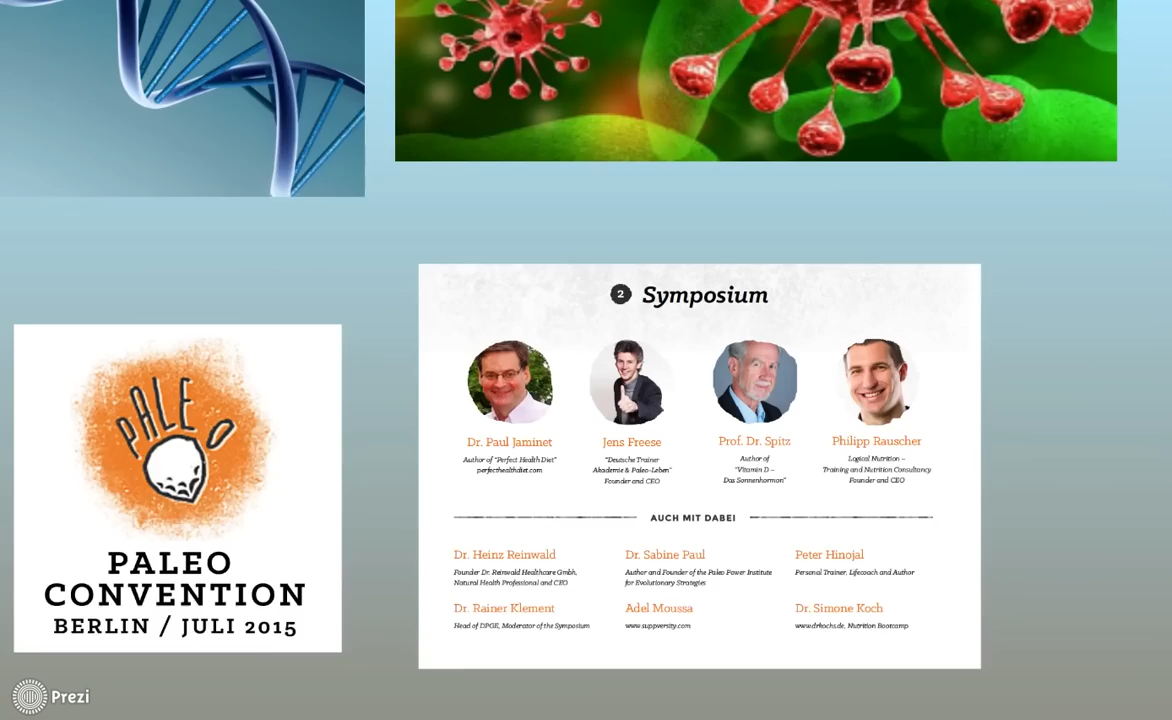 2 Symposium
Dr. Paul Jaminet
Author of "Perfect Health Diet"
perfecthealthdiet.com
Jens Freese
"Deutsche Trainer
Akademie & Paleo-Leben"
Founder and CEO
Prof. Dr. Spitz
Author of
"Vitamin D –
Das Sonnenhormon"
Philipp Rauscher
Logical Nutrition –
Training and Nutrition Consultancy
Founder and CEO
AUCH MIT DABEI
Dr. Heinz Reinwald
Founder Dr. Reinwald Healthcare Gmbh,
Natural Health Professional and CEO
Dr. Sabine Paul
Author and Founder of the Paleo Power Institute
for Evolutionary Strategies
Peter Hinojal
Personal Trainer, Lifecoach and Author
Dr. Rainer Klement
Head of DPGE, Moderator of the Symposium
Adel Moussa
www.suppversity.com
Dr. Simone Koch
www.drkochs.de, Nutrition Bootcamp
PALEO
PALEO
CONVENTION
BERLIN / JULI 2015
Prezi